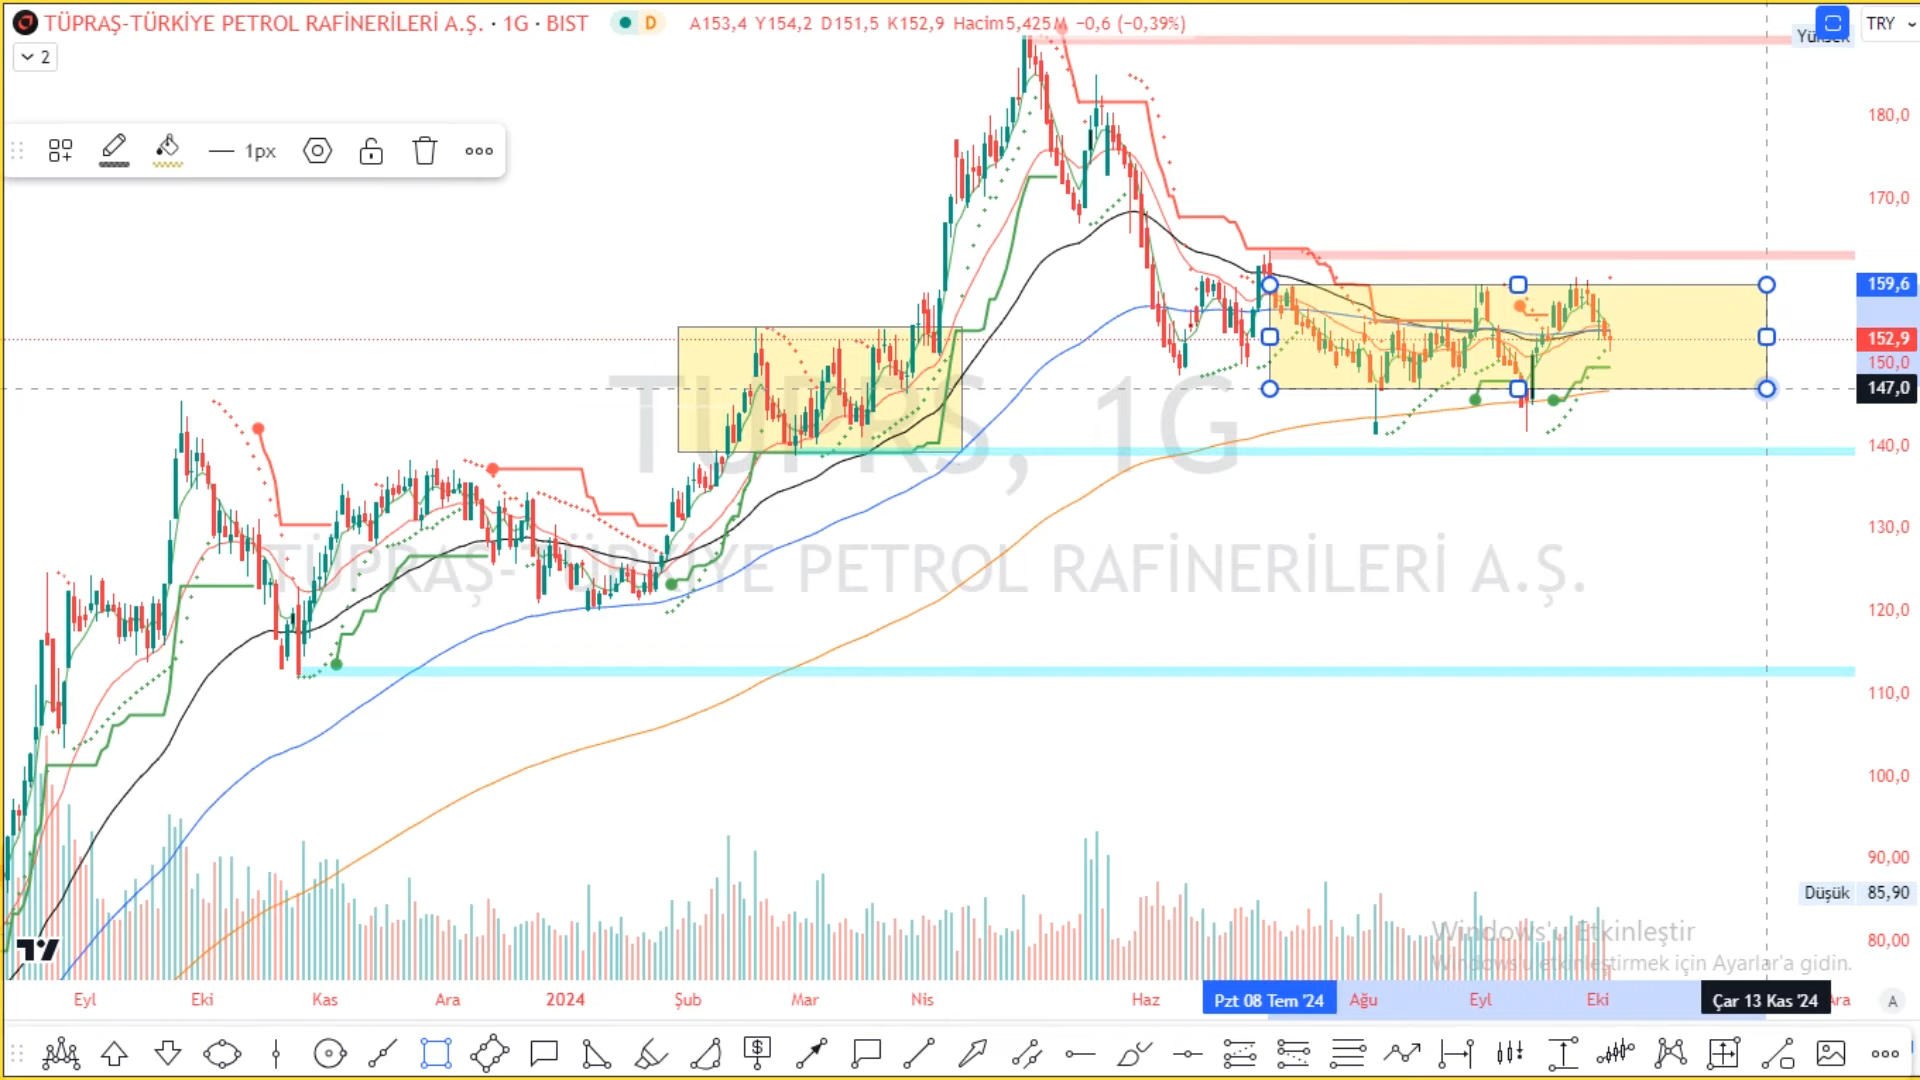 TÜPRAŞ-TÜRKİYE PETROL RAFİNERİLERİ A.Ş. · 1G · BIST
D
A153,4 Y154,2 D151,5 K152,9 Hacim5,425M −0,6 (−0,39%)
TRY
Yüksek
2
1px
180,0
170,0
159,6
152,9
150,0
147,0
140,0
130,0
120,0
110,0
100,0
90,00
Düşük 85,90
80,00
TUPRS, 1G
TÜPRAŞ-TÜRKİYE PETROL RAFİNERİLERİ A.Ş.
Windows'u Etkinleştir
Windows'u etkinleştirmek için Ayarlar'a gidin.
Eyl Eki Kas Ara 2024 Şub Mar Nis Haz Pzt 08 Tem '24 Ağu Eyl Eki Çar 13 Kas '24 Ara A